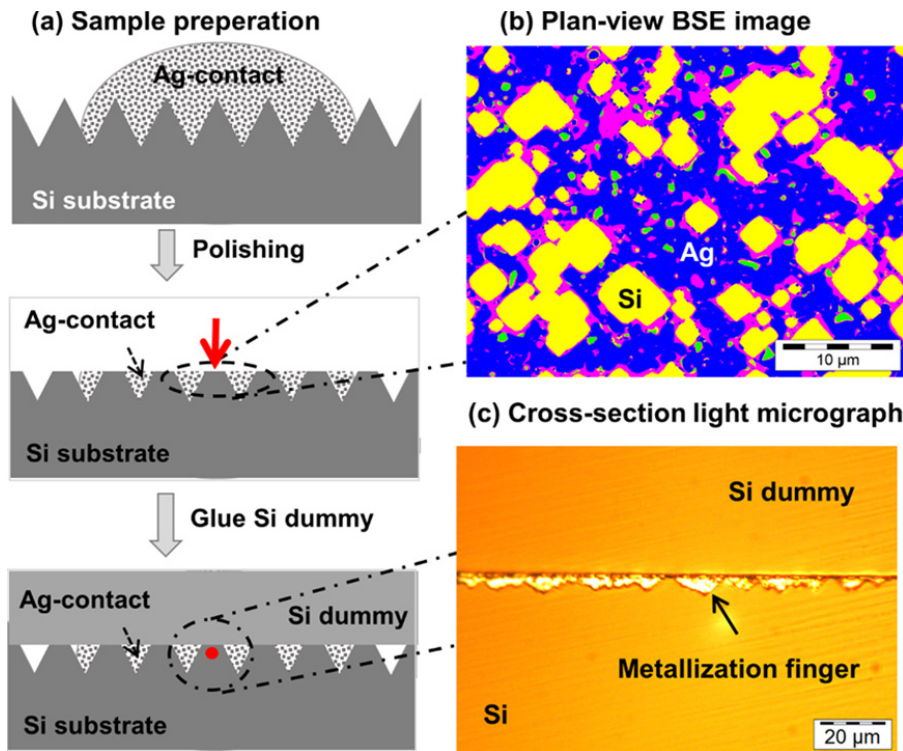 (a) Sample preperation
Ag-contact
Si substrate
Polishing
Ag-contact
Si substrate
Glue Si dummy
Ag-contact
Si dummy
Si substrate
(b) Plan-view BSE image
Ag
Si
10 µm
(c) Cross-section light micrograph
Si dummy
Metallization finger
Si
20 µm